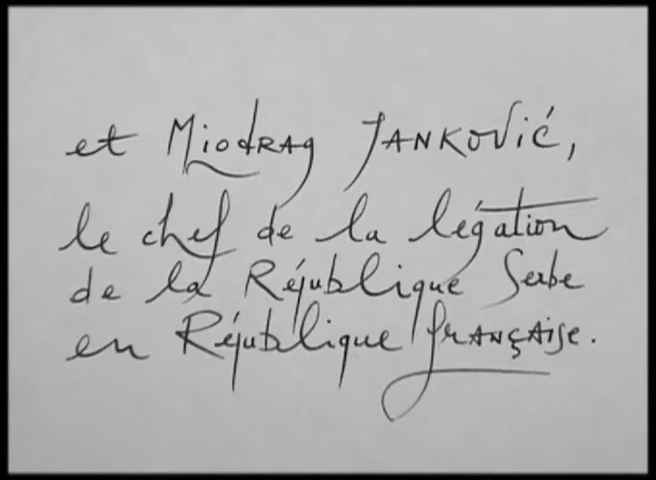 et Miodrag Janković,
le chef de la légation
de la République Serbe
en République française.